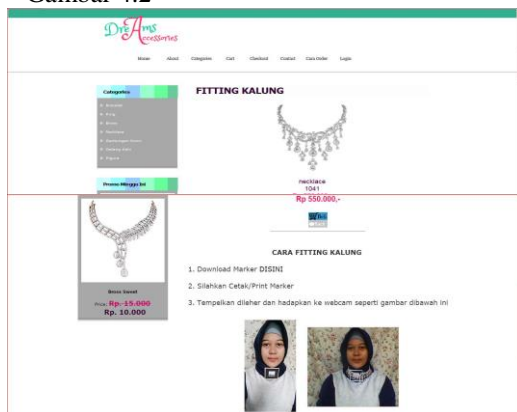 Gambar 4.2
DreAms
Accessories
Home About Categories Cart Checkout Contact Cara Order Login
Categories
FITTING KALUNG
Necklace
1041
Promo Minggu Ini
Rp 550.000,-
CARA FITTING KALUNG
1. Download Marker DISINI
2. Silahkan Cetak/Print Marker
3. Tempelkan dileher dan hadapkan ke webcam seperti gambar dibawah ini
Price: Rp. 15.000
Rp. 10.000